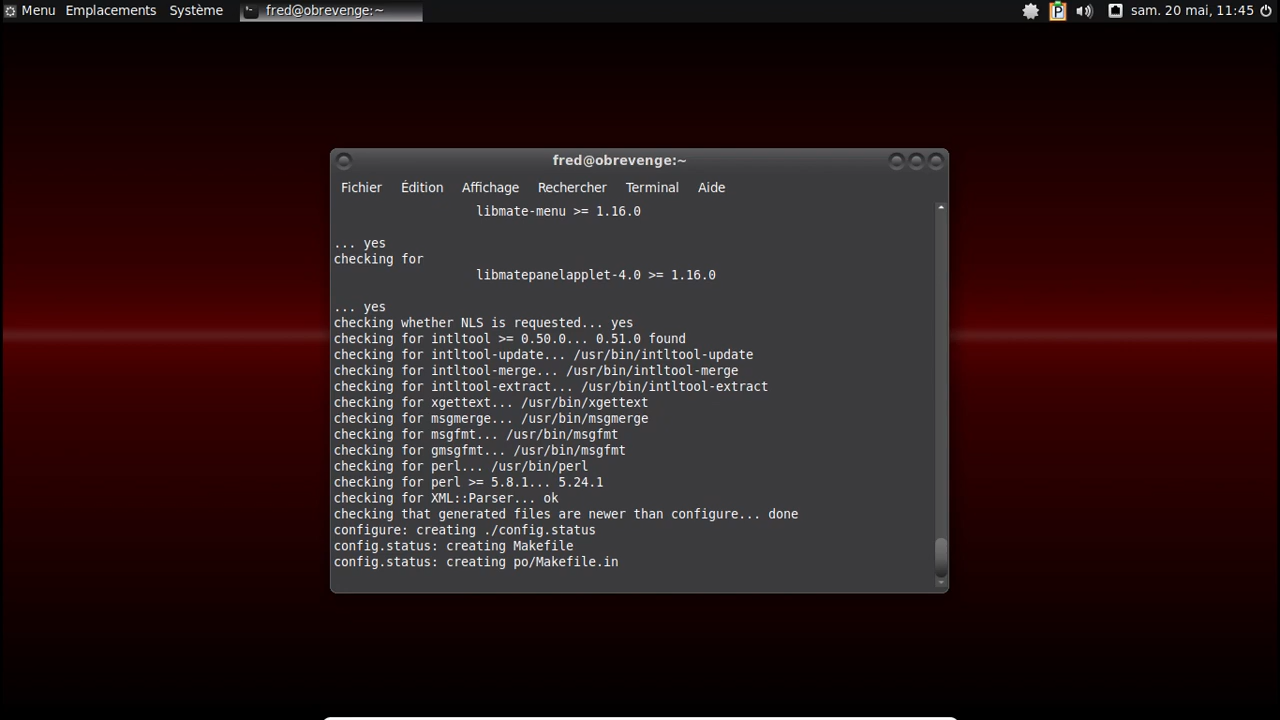 Menu Emplacements Système fred@obrevenge:~ P sam. 20 mai, 11:45
fred@obrevenge:~
Fichier Édition Affichage Rechercher Terminal Aide
libmate-menu >= 1.16.0
... yes
checking for
libmatepanelapplet-4.0 >= 1.16.0
... yes
checking whether NLS is requested... yes
checking for intltool >= 0.50.0... 0.51.0 found
checking for intltool-update... /usr/bin/intltool-update
checking for intltool-merge... /usr/bin/intltool-merge
checking for intltool-extract... /usr/bin/intltool-extract
checking for xgettext... /usr/bin/xgettext
checking for msgmerge... /usr/bin/msgmerge
checking for msgfmt... /usr/bin/msgfmt
checking for gmsgfmt... /usr/bin/msgfmt
checking for perl... /usr/bin/perl
checking for perl >= 5.8.1... 5.24.1
checking for XML::Parser... ok
checking that generated files are newer than configure... done
configure: creating ./config.status
config.status: creating Makefile
config.status: creating po/Makefile.in